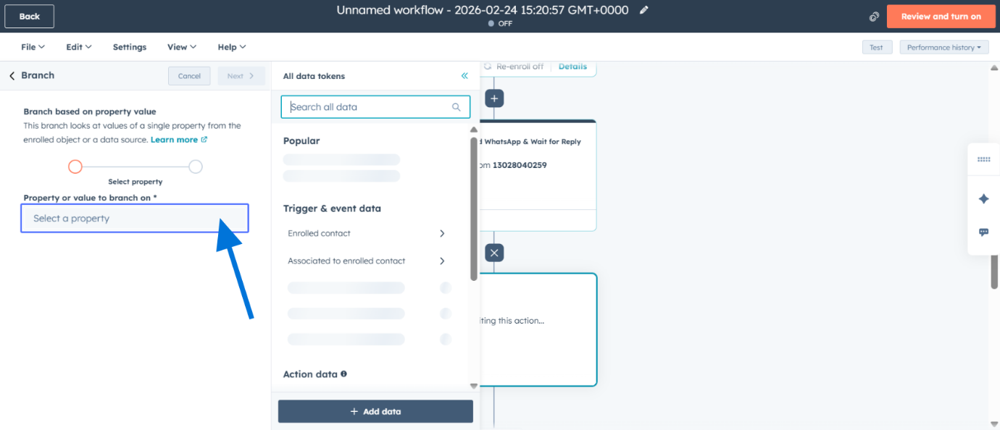 Back
Unnamed workflow - 2026-02-24 15:20:57 GMT+0000
OFF
Review and turn on
File
Edit
Settings
View
Help
Test
Performance history
Branch
Cancel
Next
Branch based on property value
This branch looks at values of a single property from the
enrolled object or a data source. Learn more
Select property
Property or value to branch on *
Select a property
All data tokens
Search all data
Popular
Trigger & event data
Enrolled contact
Associated to enrolled contact
Action data
Add data
Re-enroll off
Details
WhatsApp & Wait for Reply
13028040259
this action...